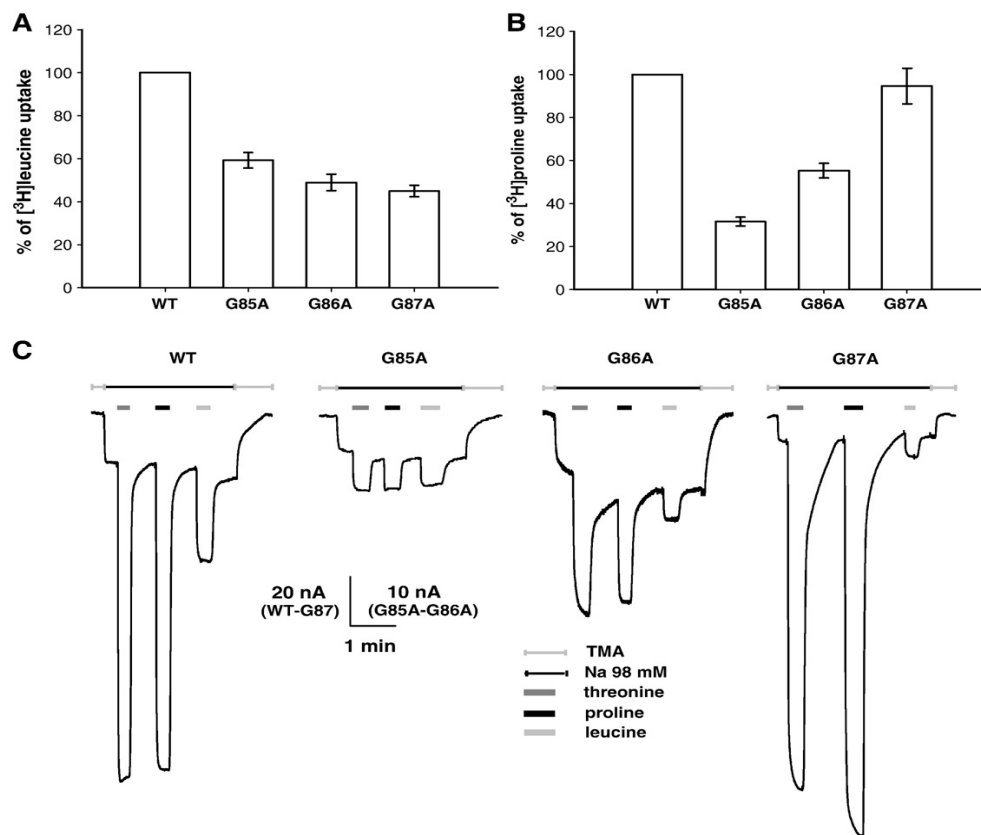 A
% of [³H]leucine uptake
120
100
80
60
40
20
0
WT G85A G86A G87A
B
% of [³H]proline uptake
120
100
80
60
40
20
0
WT G85A G86A G87A
C
WT G85A G86A G87A
20 nA 10 nA
(WT-G87) (G85A-G86A)
1 min
TMA
Na 98 mM
threonine
proline
leucine